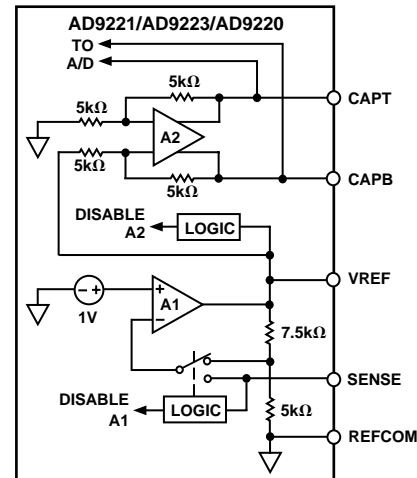 AD9221/AD9223/AD9220
TO
A/D
5kΩ
5kΩ
CAPT
A2
5kΩ
5kΩ
CAPB
DISABLE
A2
LOGIC
VREF
– +
1V
+
A1
–
7.5kΩ
SENSE
DISABLE
A1
LOGIC
5kΩ
REFCOM